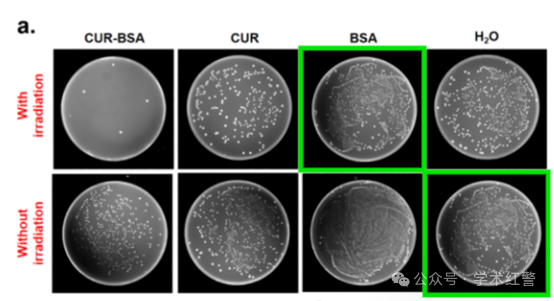 a.
CUR-BSA CUR BSA H₂O
With
irradiation
Without
irradiation
公众号 · 学术红警